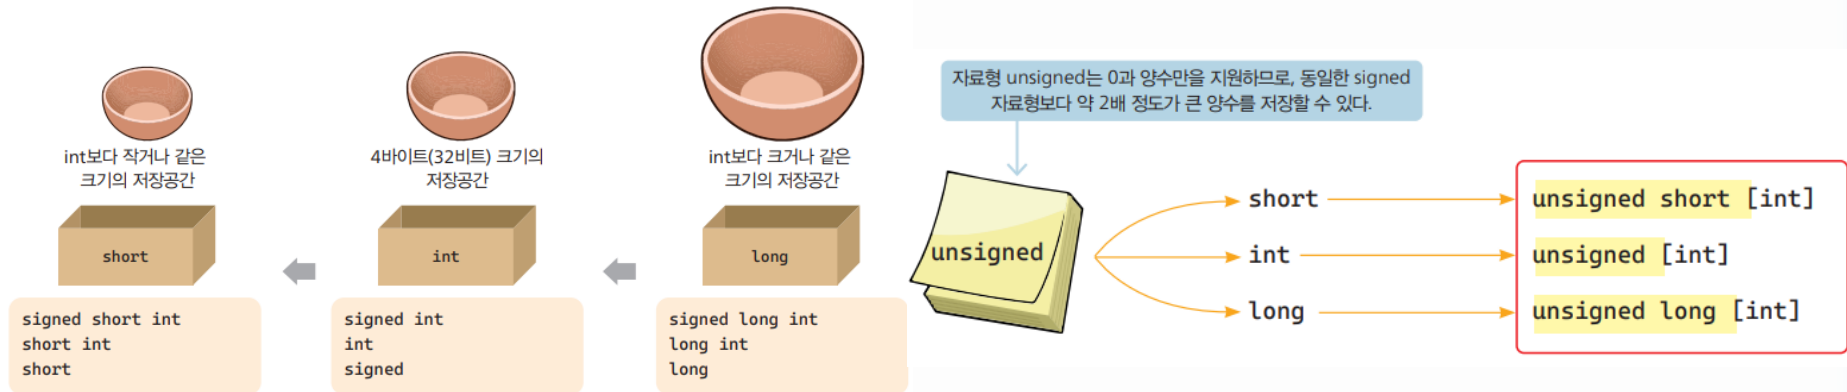 int보다 작거나 같은
크기의 저장공간
short
signed short int
short int
short
4바이트(32비트) 크기의
저장공간
int
signed int
int
signed
int보다 크거나 같은
크기의 저장공간
long
signed long int
long int
long
자료형 unsigned는 0과 양수만을 지원하므로, 동일한 signed
자료형보다 약 2배 정도가 큰 양수를 저장할 수 있다.
unsigned
short
unsigned short [int]
int
unsigned [int]
long
unsigned long [int]